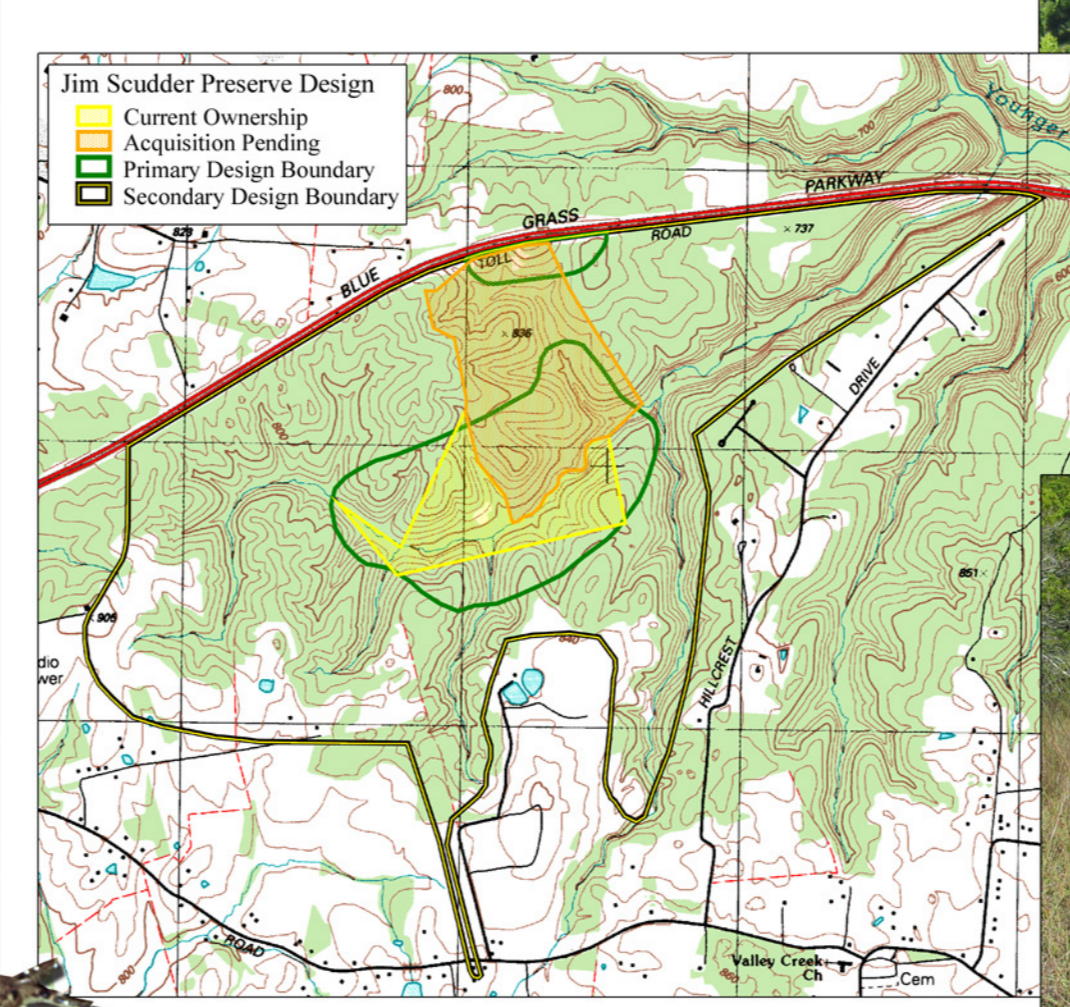 Jim Scudder Preserve Design
Current Ownership
Acquisition Pending
Primary Design Boundary
Secondary Design Boundary
800
Younger
700
PARKWAY
GRASS
ROAD
737
TOLL
BLUE
600
836
DRIVE
800
851
906
dio
wer
840
HILLCREST
ROAD
800
860
Valley Creek
Ch
Cem